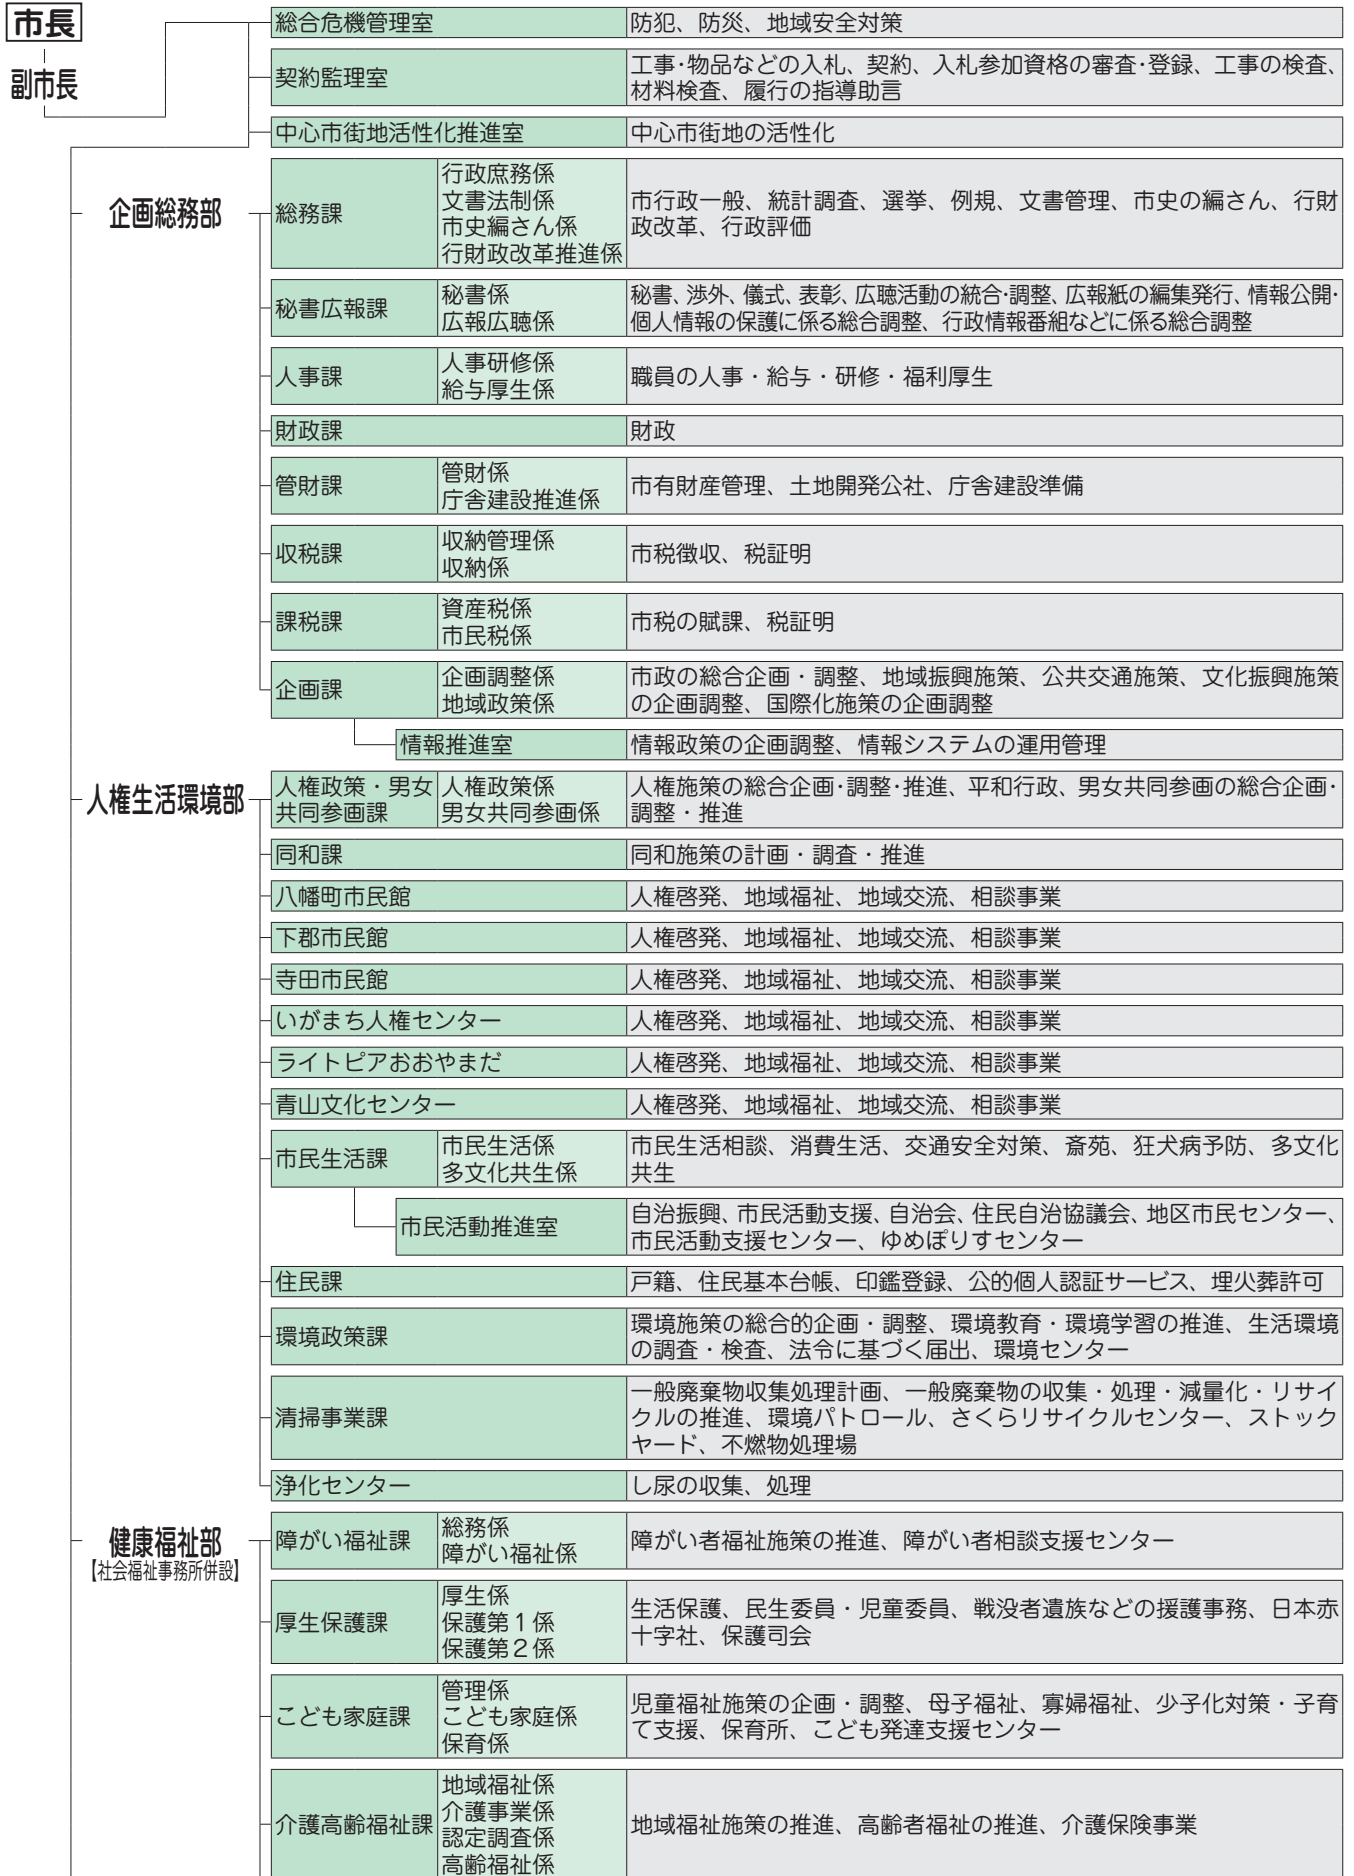 市長
副市長
総合危機管理室
防犯、防災、地域安全対策
契約監理室
工事・物品などの入札、契約、入札参加資格の審査・登録、工事の検査、
材料検査、履行の指導助言
中心市街地活性化推進室
中心市街地の活性化
企画総務部
総務課
行政庶務係
文書法制係
市史編さん係
行財政改革推進係
市行政一般、統計調査、選挙、例規、文書管理、市史の編さん、行財
政改革、行政評価
秘書広報課
秘書係
広報広聴係
秘書、渉外、儀式、表彰、広聴活動の統合・調整、広報紙の編集発行、情報公開・
個人情報の保護に係る総合調整、行政情報番組などに係る総合調整
人事課
人事研修係
給与厚生係
職員の人事・給与・研修・福利厚生
財政課
財政
管財課
管財係
庁舎建設推進係
市有財産管理、土地開発公社、庁舎建設準備
収税課
収納管理係
収納係
市税徴収、税証明
課税課
資産税係
市民税係
市税の賦課、税証明
企画課
企画調整係
地域政策係
市政の総合企画・調整、地域振興施策、公共交通施策、文化振興施策
の企画調整、国際化施策の企画調整
情報推進室
情報政策の企画調整、情報システムの運用管理
人権生活環境部
人権政策・男女
共同参画課
人権政策係
男女共同参画係
人権施策の総合企画・調整・推進、平和行政、男女共同参画の総合企画・
調整・推進
同和課
同和施策の計画・調査・推進
八幡町市民館
人権啓発、地域福祉、地域交流、相談事業
下郡市民館
人権啓発、地域福祉、地域交流、相談事業
寺田市民館
人権啓発、地域福祉、地域交流、相談事業
いがまち人権センター
人権啓発、地域福祉、地域交流、相談事業
ライトピアおおやまだ
人権啓発、地域福祉、地域交流、相談事業
青山文化センター
人権啓発、地域福祉、地域交流、相談事業
市民生活課
市民生活係
多文化共生係
市民生活相談、消費生活、交通安全対策、斎苑、狂犬病予防、多文化
共生
市民活動推進室
自治振興、市民活動支援、自治会、住民自治協議会、地区市民センター、
市民活動支援センター、ゆめぽりすセンター
住民課
戸籍、住民基本台帳、印鑑登録、公的個人認証サービス、埋火葬許可
環境政策課
環境施策の総合的企画・調整、環境教育・環境学習の推進、生活環境
の調査・検査、法令に基づく届出、環境センター
清掃事業課
一般廃棄物収集処理計画、一般廃棄物の収集・処理・減量化・リサイ
クルの推進、環境パトロール、さくらリサイクルセンター、ストック
ヤード、不燃物処理場
浄化センター
し尿の収集、処理
健康福祉部
【社会福祉事務所併設】
障がい福祉課
総務係
障がい福祉係
障がい者福祉施策の推進、障がい者相談支援センター
厚生保護課
厚生係
保護第1係
保護第2係
生活保護、民生委員・児童委員、戦没者遺族などの援護事務、日本赤
十字社、保護司会
こども家庭課
管理係
こども家庭係
保育係
児童福祉施策の企画・調整、母子福祉、寡婦福祉、少子化対策・子育
て支援、保育所、こども発達支援センター
介護高齢福祉課
地域福祉係
介護事業係
認定調査係
高齢福祉係
地域福祉施策の推進、高齢者福祉の推進、介護保険事業